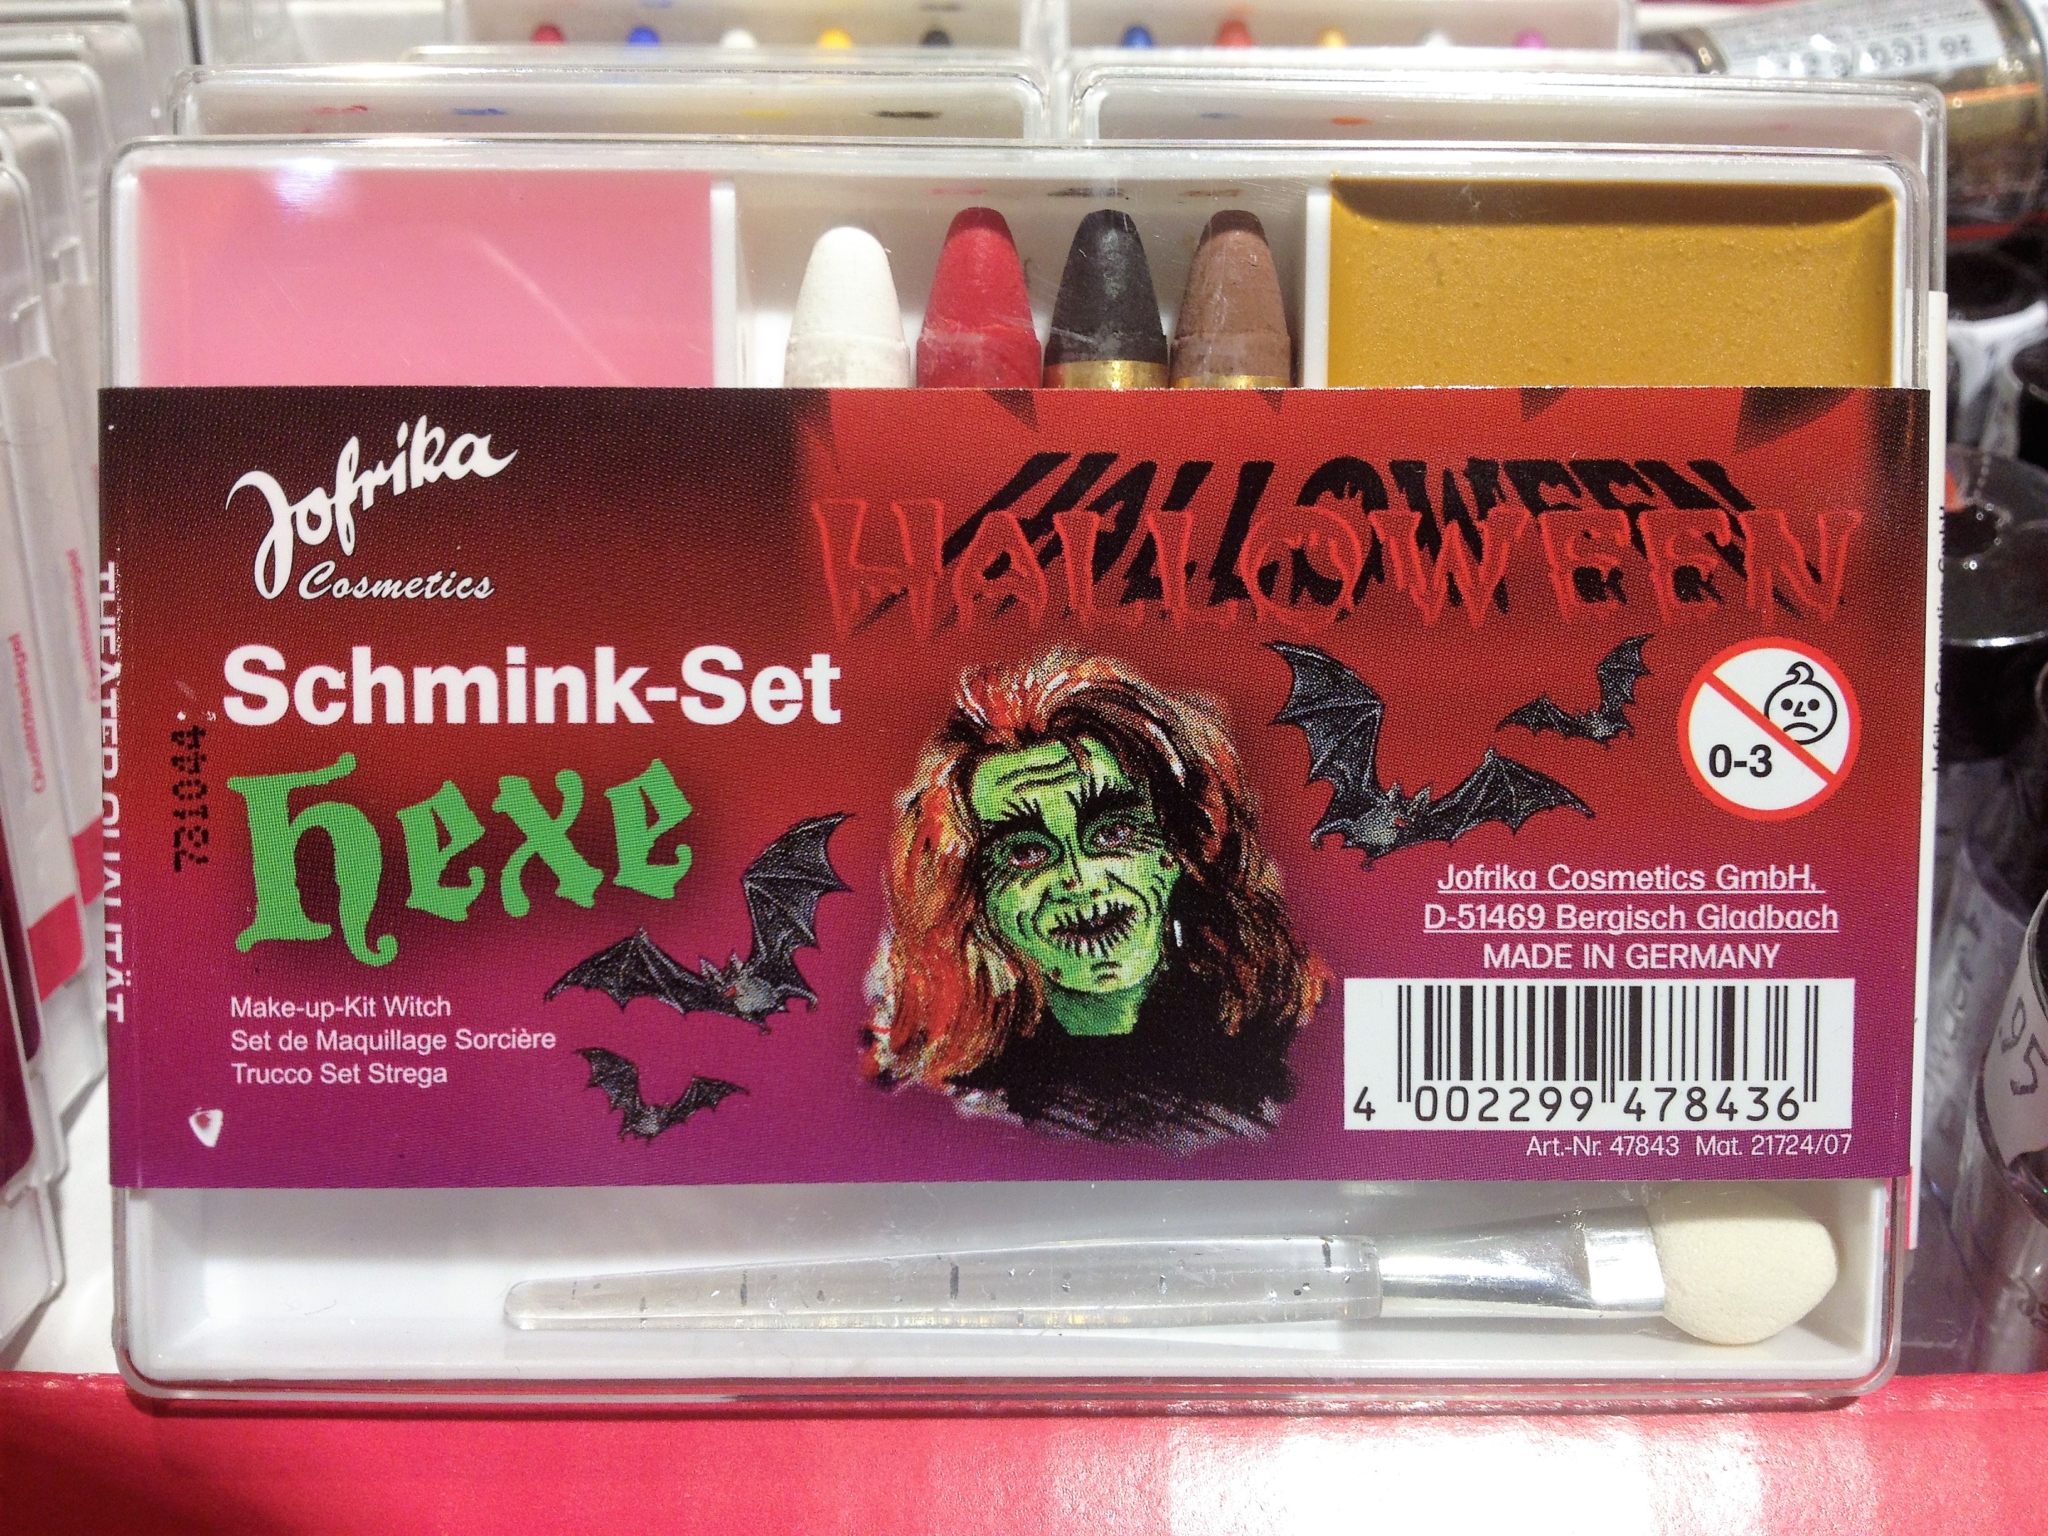 Jofrika
Cosmetics
HALLOWEEN
HALLOWEEN
Schmink-Set
hexe
Make-up-Kit Witch
Set de Maquillage Sorcière
Trucco Set Strega
0-3
Jofrika Cosmetics GmbH,
D-51469 Bergisch Gladbach
MADE IN GERMANY
4 002299 478436
Art.-Nr. 47843 Mat. 21724/07
731044
THEATER QUALITÄT